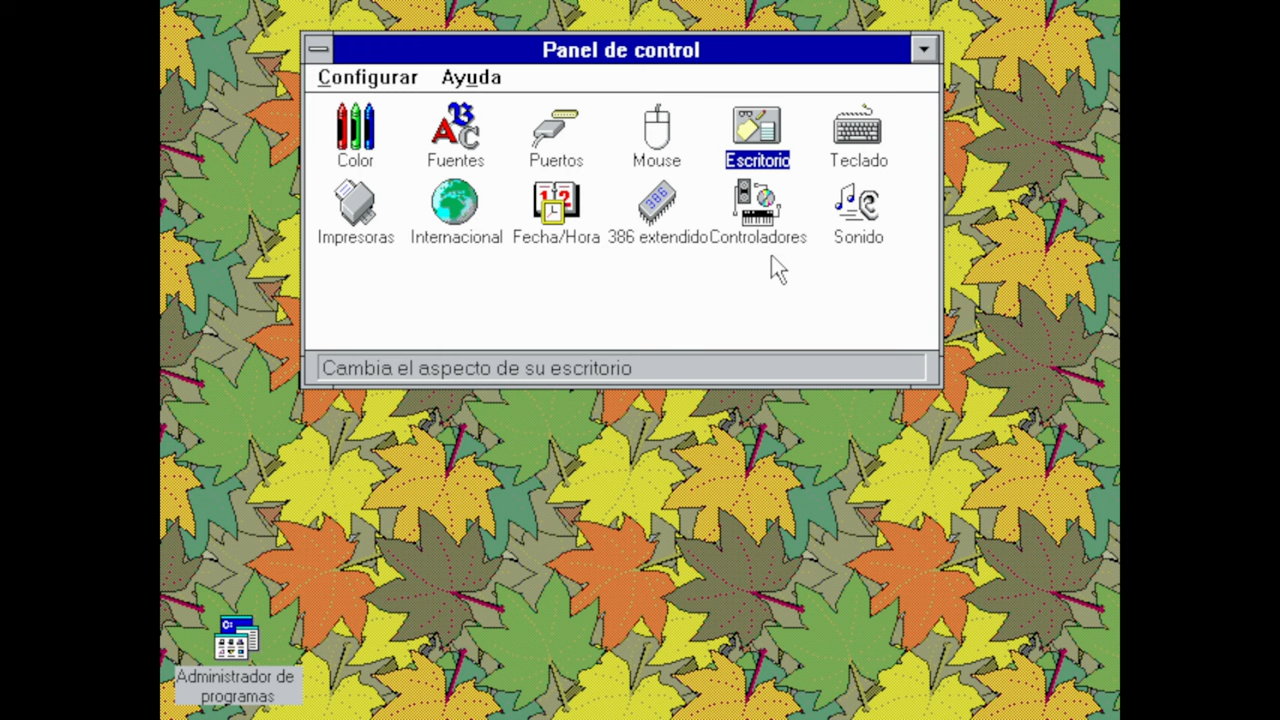 Panel de control
Configurar Ayuda
Color Fuentes Puertos Mouse Escritorio Teclado
386
Impresoras Internacional Fecha/Hora 386 extendido Controladores Sonido
Cambia el aspecto de su escritorio
Administrador de
programas